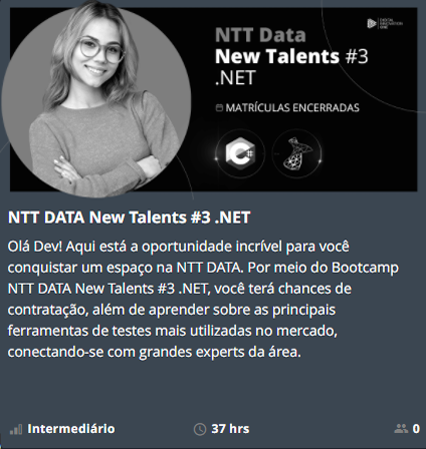 DIGITAL
INNOVATION
ONE
NTT Data
New Talents #3
.NET
MATRÍCULAS ENCERRADAS
NTT DATA New Talents #3 .NET
Olá Dev! Aqui está a oportunidade incrível para você
conquistar um espaço na NTT DATA. Por meio do Bootcamp
NTT DATA New Talents #3 .NET, você terá chances de
contratação, além de aprender sobre as principais
ferramentas de testes mais utilizadas no mercado,
conectando-se com grandes experts da área.
Intermediário 37 hrs 0